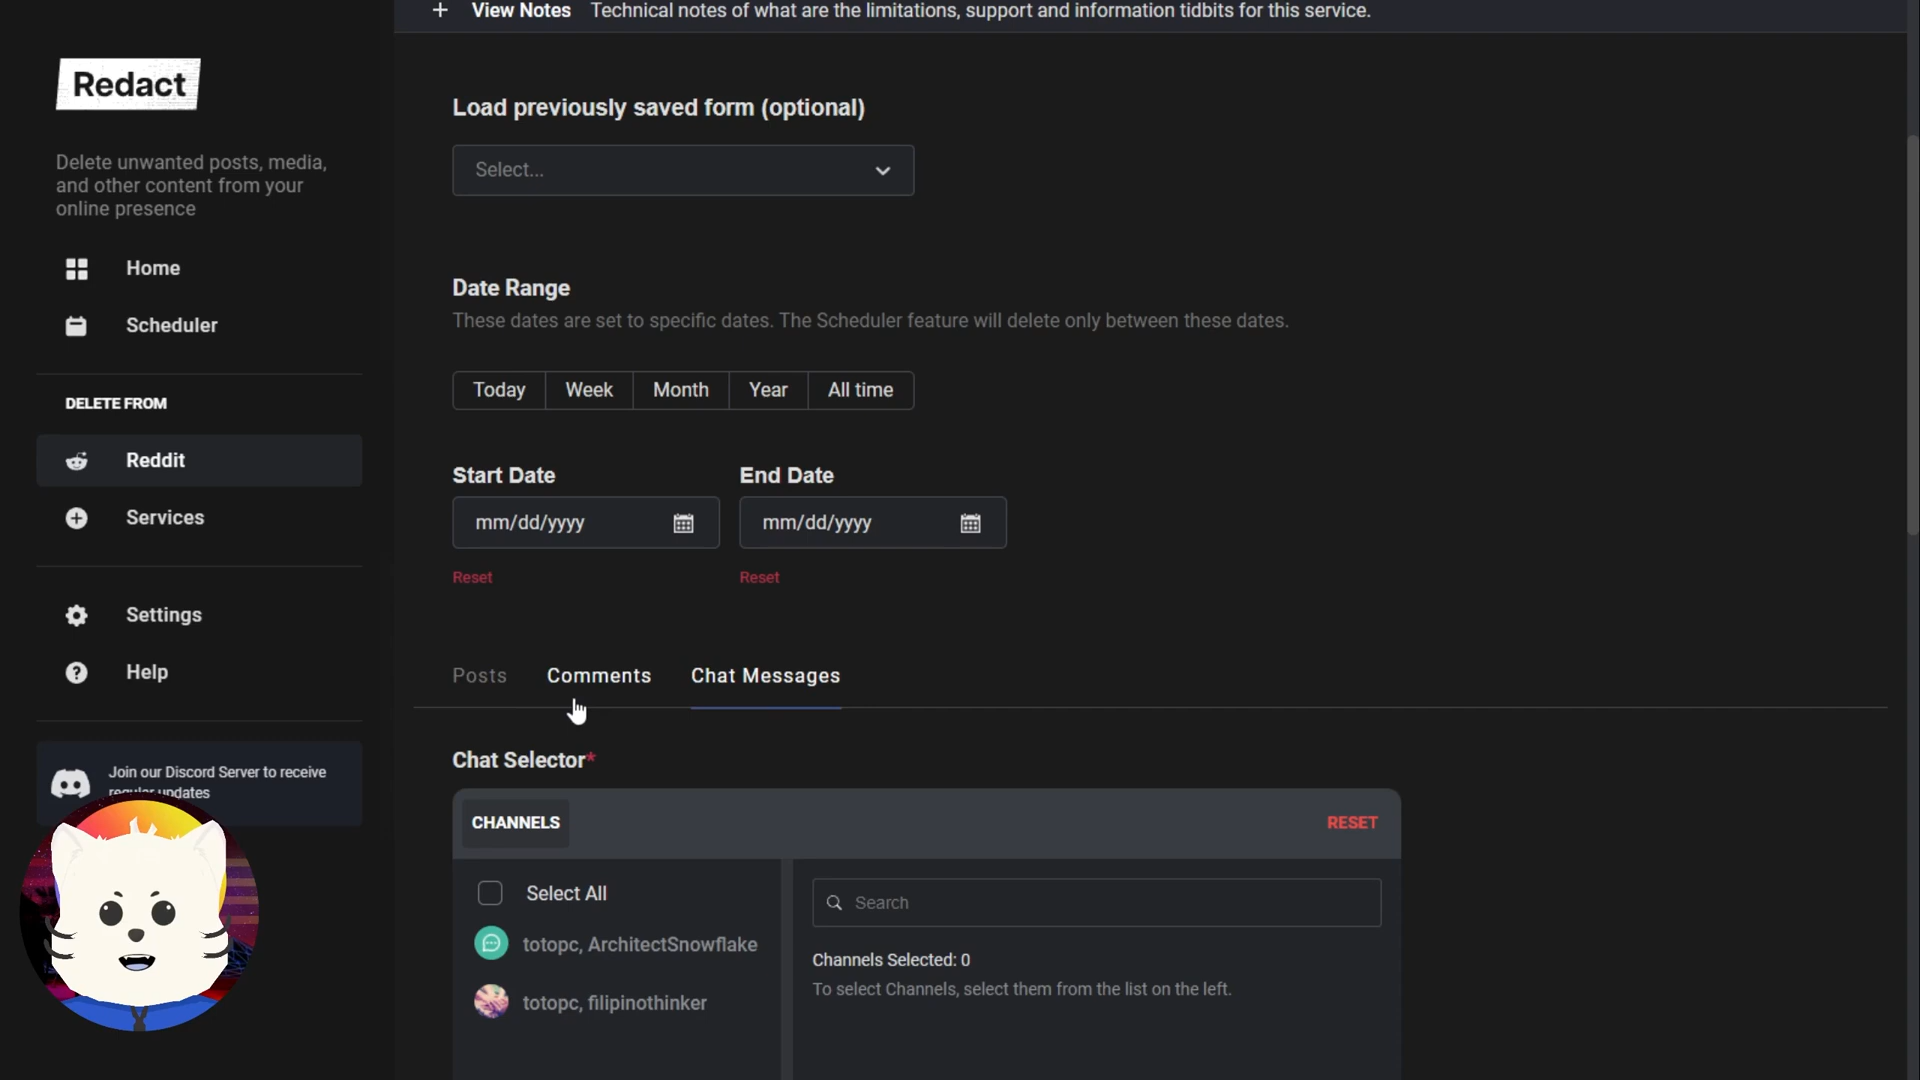 + View Notes Technical notes of what are the limitations, support and information tidbits for this service.
Redact
Delete unwanted posts, media,
and other content from your
online presence
Home
Scheduler
DELETE FROM
Reddit
Services
Settings
Help
Join our Discord Server to receive
regular updates
Load previously saved form (optional)
Select...
Date Range
These dates are set to specific dates. The Scheduler feature will delete only between these dates.
Today Week Month Year All time
Start Date End Date
mm/dd/yyyy mm/dd/yyyy
Reset Reset
Posts Comments Chat Messages
Chat Selector*
CHANNELS RESET
Select All
totopc, ArchitectSnowflake
totopc, filipinothinker
Search
Channels Selected: 0
To select Channels, select them from the list on the left.